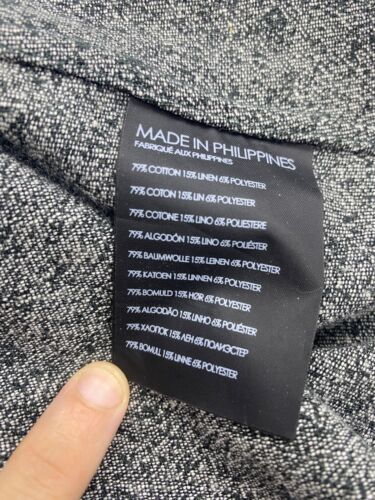 MADE IN PHILIPPINES
FABRIQUÉ AUX PHILIPPINES
79% COTTON 15% LINEN 6% POLYESTER
79% COTON 15% LIN 6% POLYESTER
79% COTONE 15% LINO 6% POLIESTERE
79% ALGODÓN 15% LINO 6% POLIÉSTER
79% BAUMWOLLE 15% LEINEN 6% POLYESTER
79% KATOEN 15% LINNEN 6% POLYESTER
79% BOMULD 15% HØR 6% POLYESTER
79% ALGODÃO 15% LINHO 6% POLIÉSTER
79% ХЛОПОК 15% ЛЕН 6% ПОЛИЭСТЕР
79% BOMULL 15% LINNE 6% POLYESTER